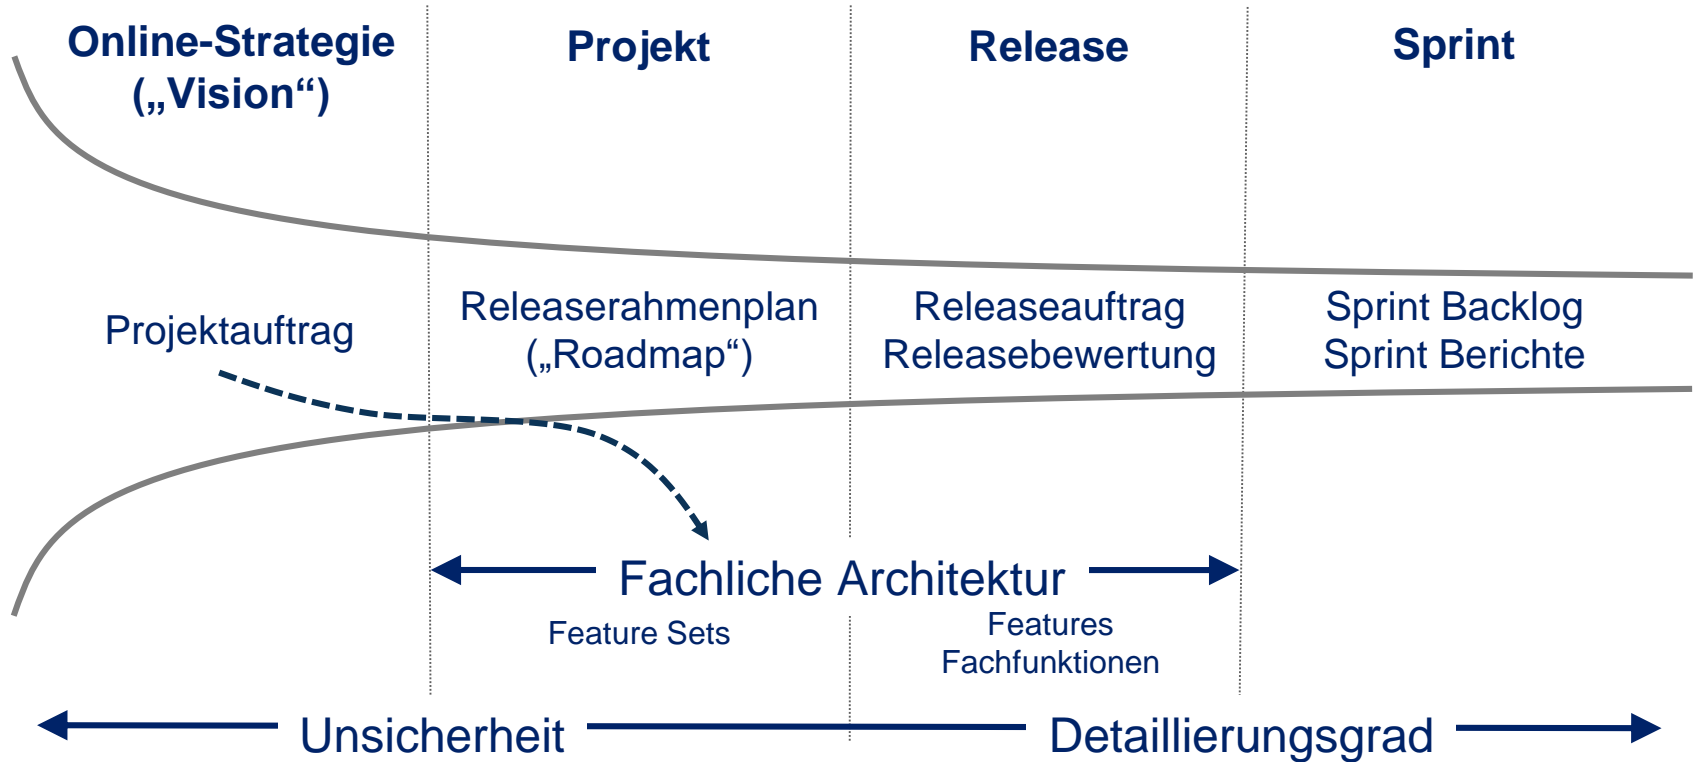 Online-Strategie
(„Vision“)
Projekt
Release
Sprint
Projektauftrag
Releaserahmenplan
(„Roadmap“)
Releaseauftrag
Releasebewertung
Sprint Backlog
Sprint Berichte
Fachliche Architektur
Feature Sets
Features
Fachfunktionen
Unsicherheit
Detaillierungsgrad